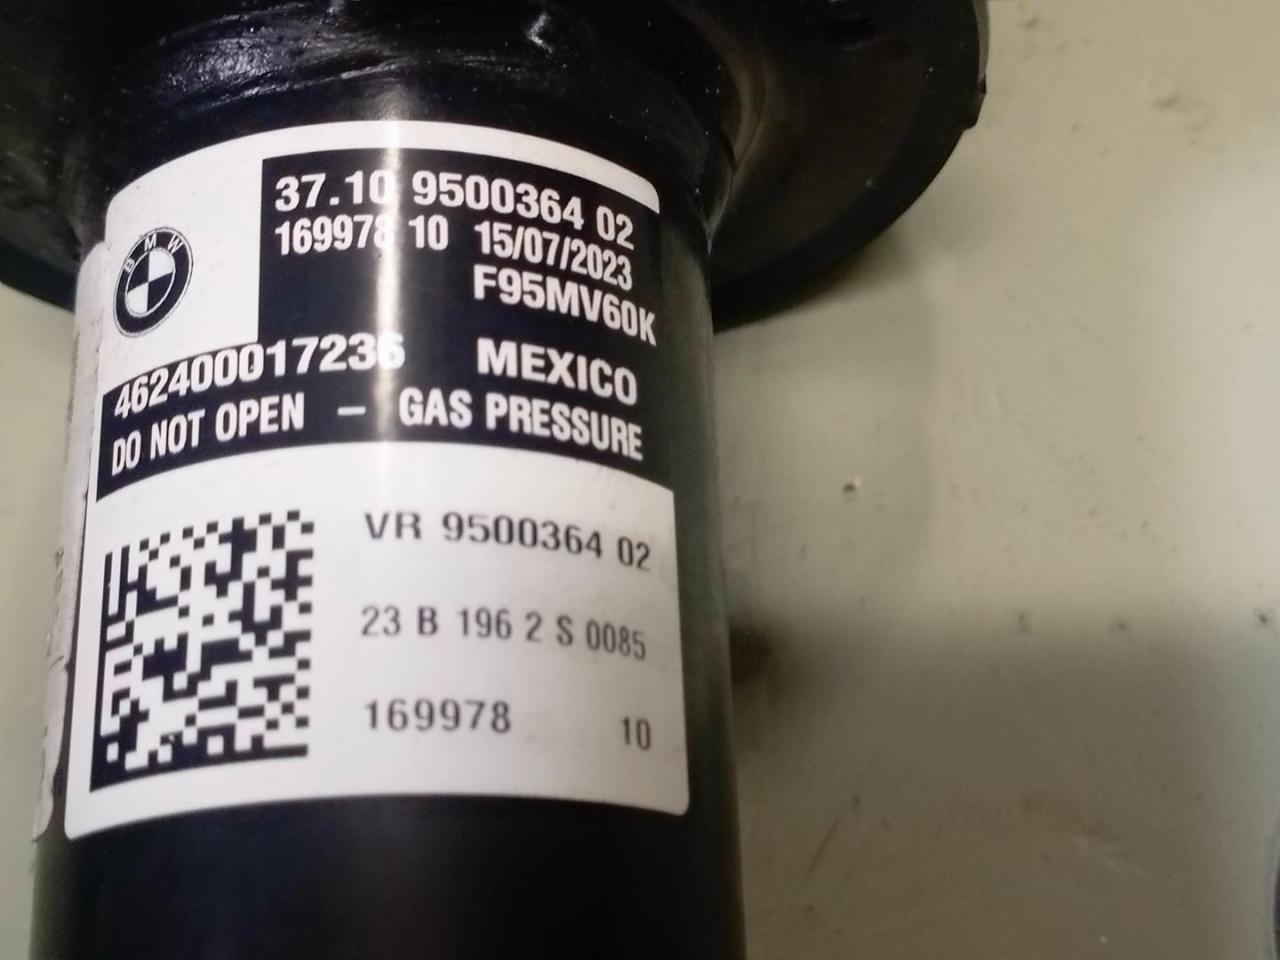 BMW
37.10 9500364 02
169978 10 15/07/2023
F95MV60K
462400017236 MEXICO
DO NOT OPEN - GAS PRESSURE
VR 9500364 02
23 B 196 2 S 0085
169978 10